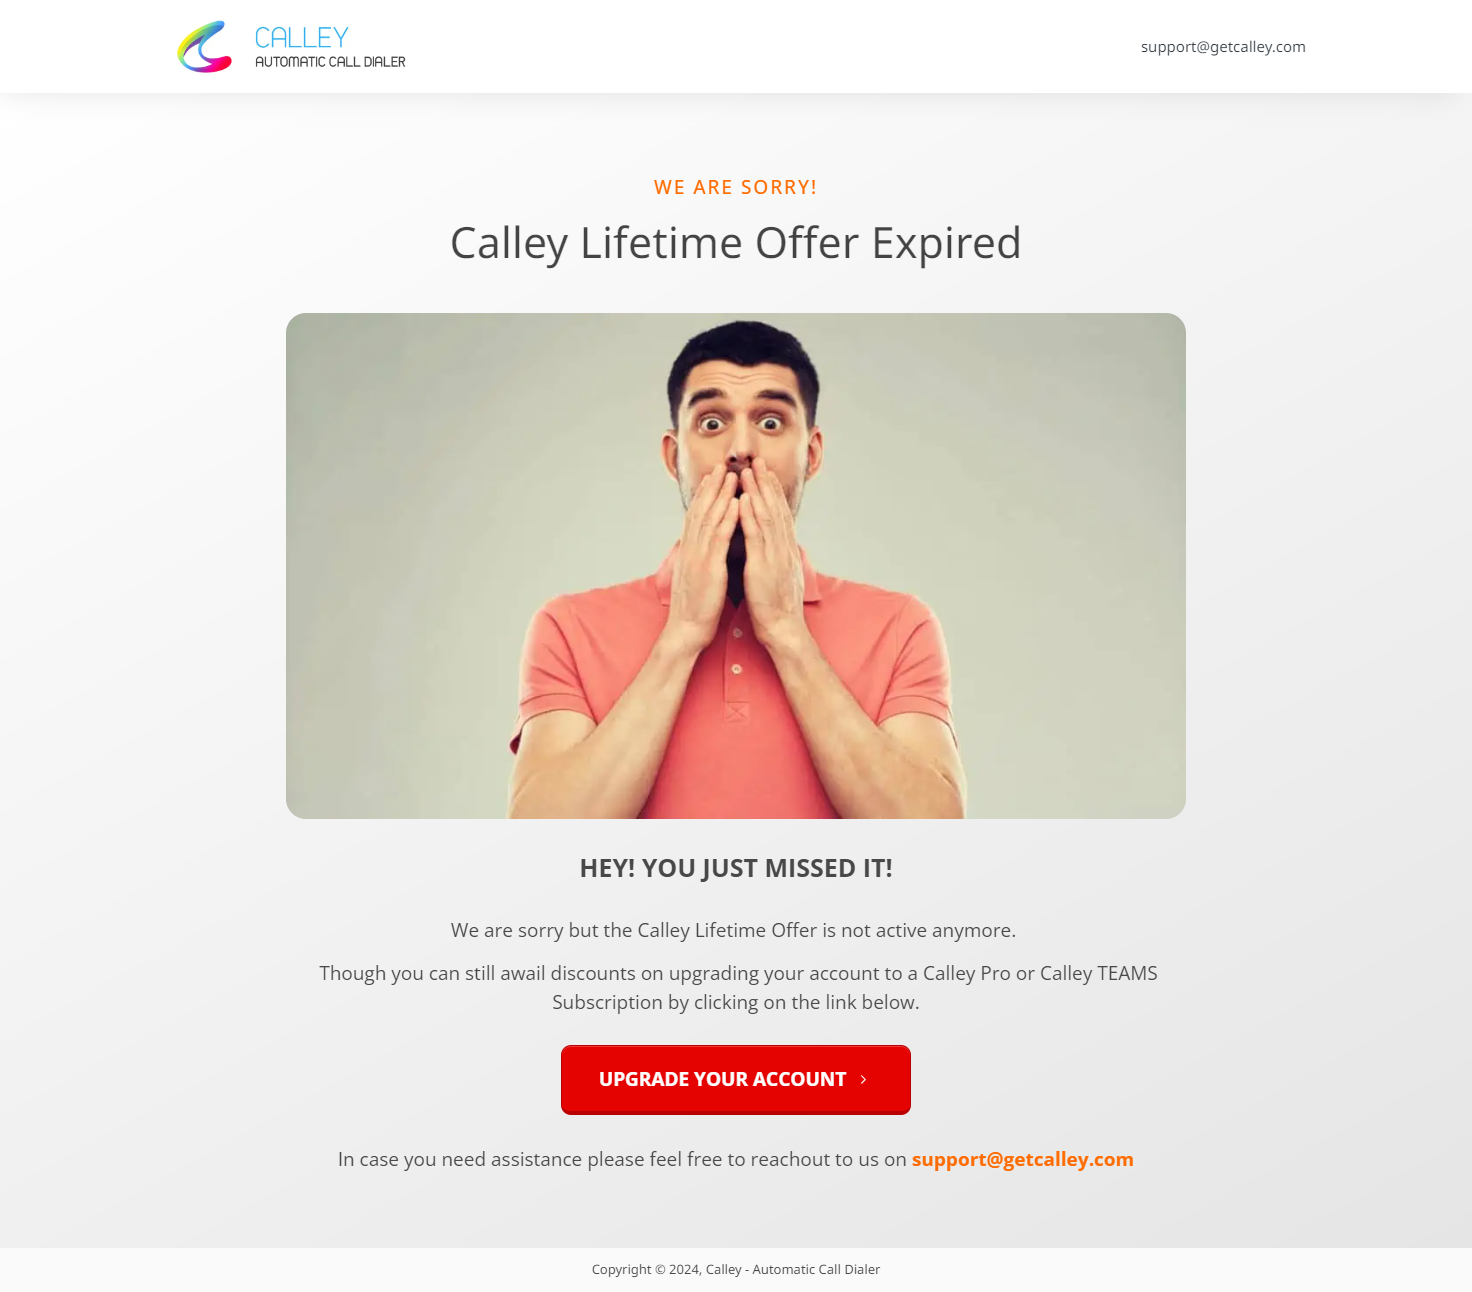 CALLEY
AUTOMATIC CALL DIALER
support@getcalley.com
WE ARE SORRY!
Calley Lifetime Offer Expired
HEY! YOU JUST MISSED IT!
We are sorry but the Calley Lifetime Offer is not active anymore.
Though you can still awail discounts on upgrading your account to a Calley Pro or Calley TEAMS
Subscription by clicking on the link below.
UPGRADE YOUR ACCOUNT
In case you need assistance please feel free to reachout to us on support@getcalley.com
Copyright © 2024, Calley - Automatic Call Dialer